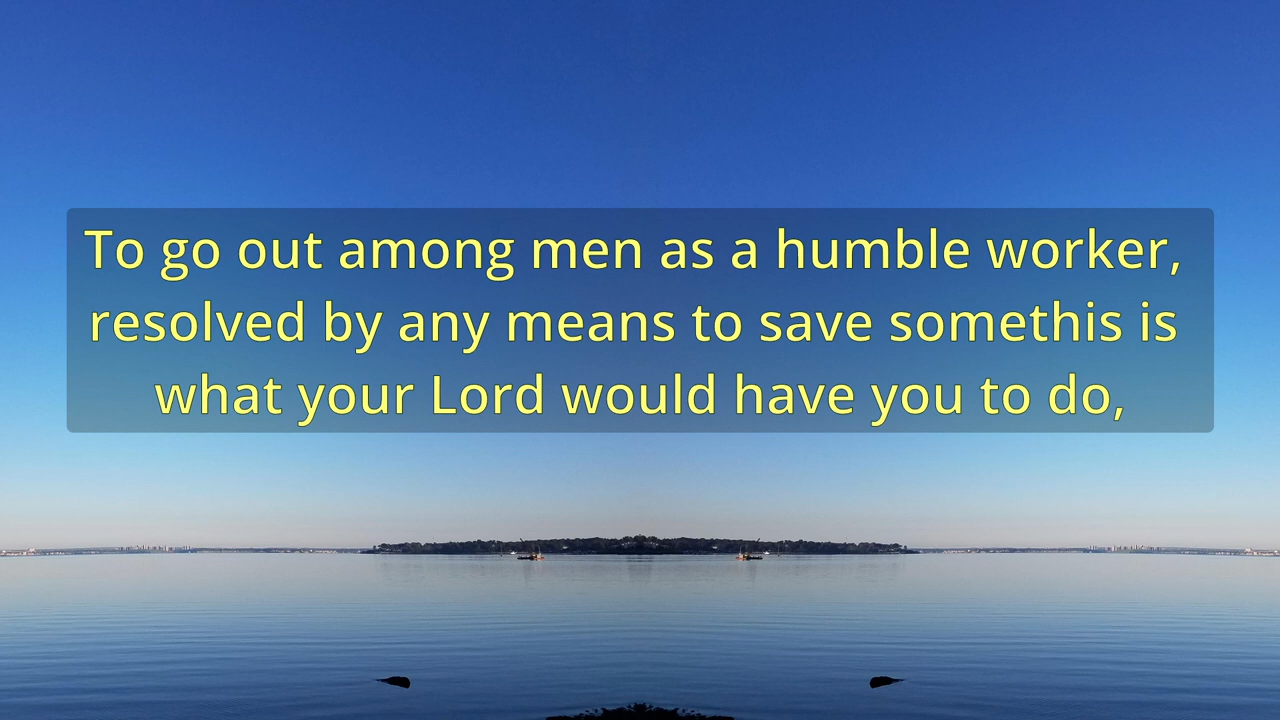 To go out among men as a humble worker,
resolved by any means to save somethis is
what your Lord would have you to do,